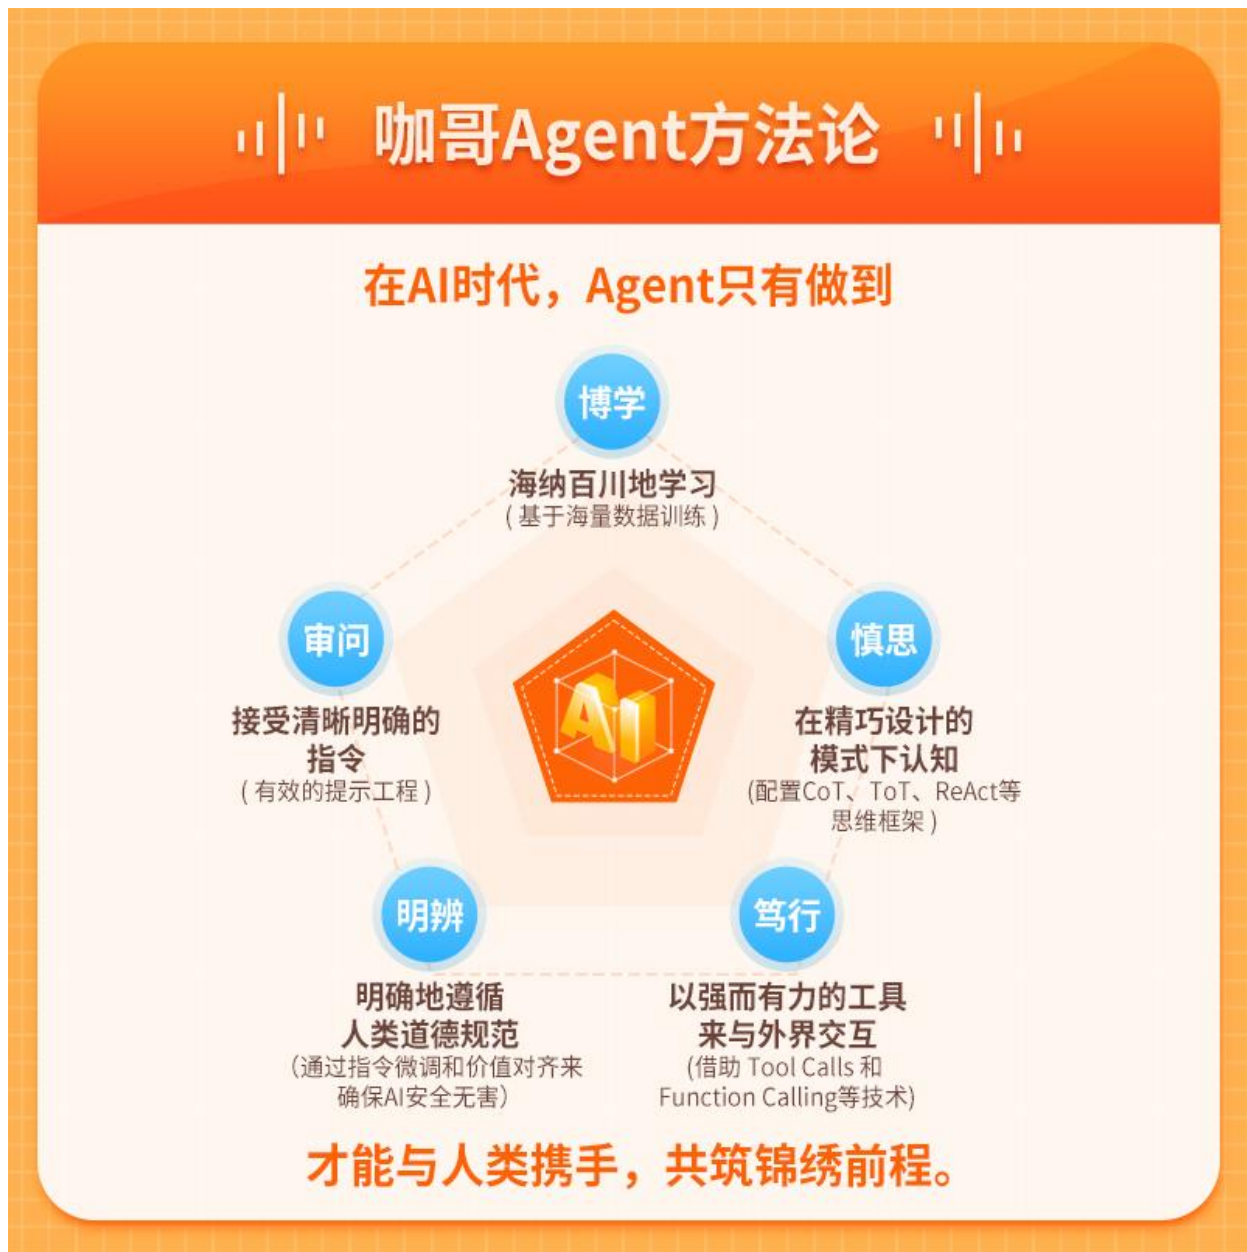 咖哥Agent方法论
在AI时代，Agent只有做到
博学
海纳百川地学习
( 基于海量数据训练 )
审问
接受清晰明确的
指令
( 有效的提示工程 )
慎思
在精巧设计的
模式下认知
(配置CoT、ToT、ReAct等
思维框架 )
AI
明辨
明确地遵循
人类道德规范
（通过指令微调和价值对齐来
确保AI安全无害）
笃行
以强而有力的工具
来与外界交互
(借助 Tool Calls 和
Function Calling等技术)
才能与人类携手，共筑锦绣前程。